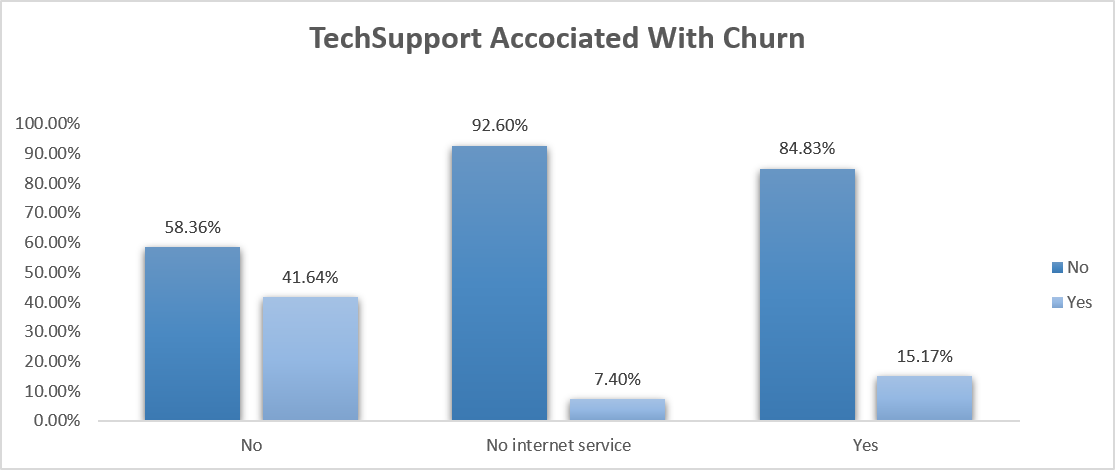 TechSupport Accociated With Churn
100.00%
90.00%
80.00%
70.00%
60.00%
50.00%
40.00%
30.00%
20.00%
10.00%
0.00%
58.36%
41.64%
92.60%
7.40%
84.83%
15.17%
No
No internet service
Yes
No
Yes